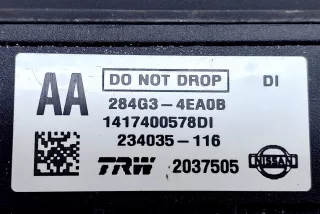 AA DO NOT DROP DI
284G3-4EA0B
1417400578DI
234035-116
TRW 2037505 NISSAN